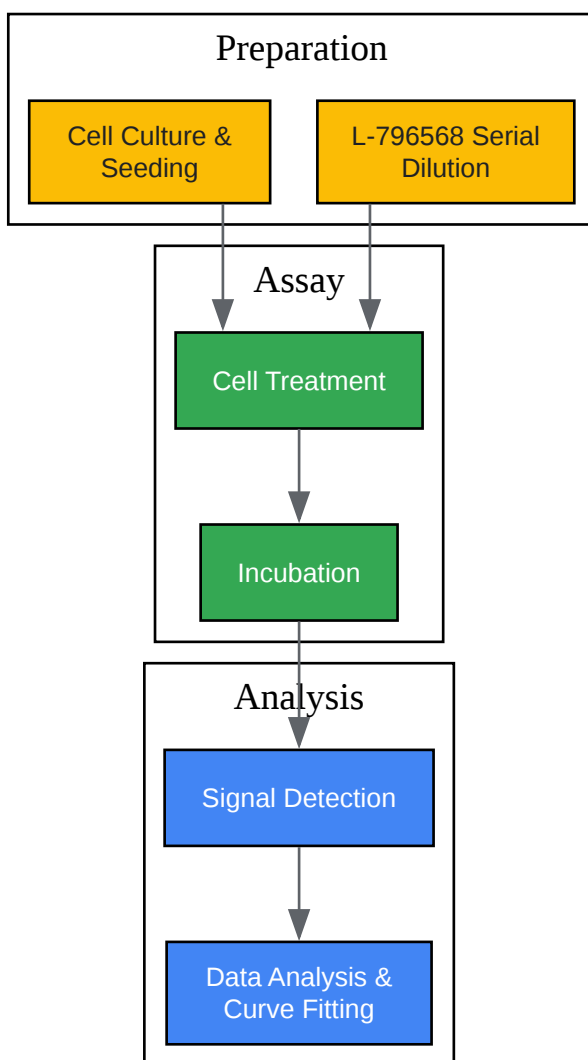 Preparation
Cell Culture &
Seeding
L-796568 Serial
Dilution
Assay
Cell Treatment
Incubation
Analysis
Signal Detection
Data Analysis &
Curve Fitting